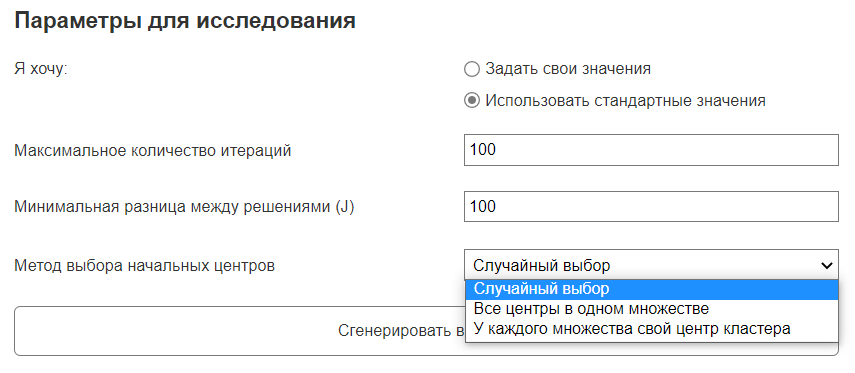 Параметры для исследования
Я хочу:
Задать свои значения
Использовать стандартные значения
Максимальное количество итераций
100
Минимальная разница между решениями (J)
100
Метод выбора начальных центров
Случайный выбор
Случайный выбор
Все центры в одном множестве
У каждого множества свой центр кластера
Сгенерировать